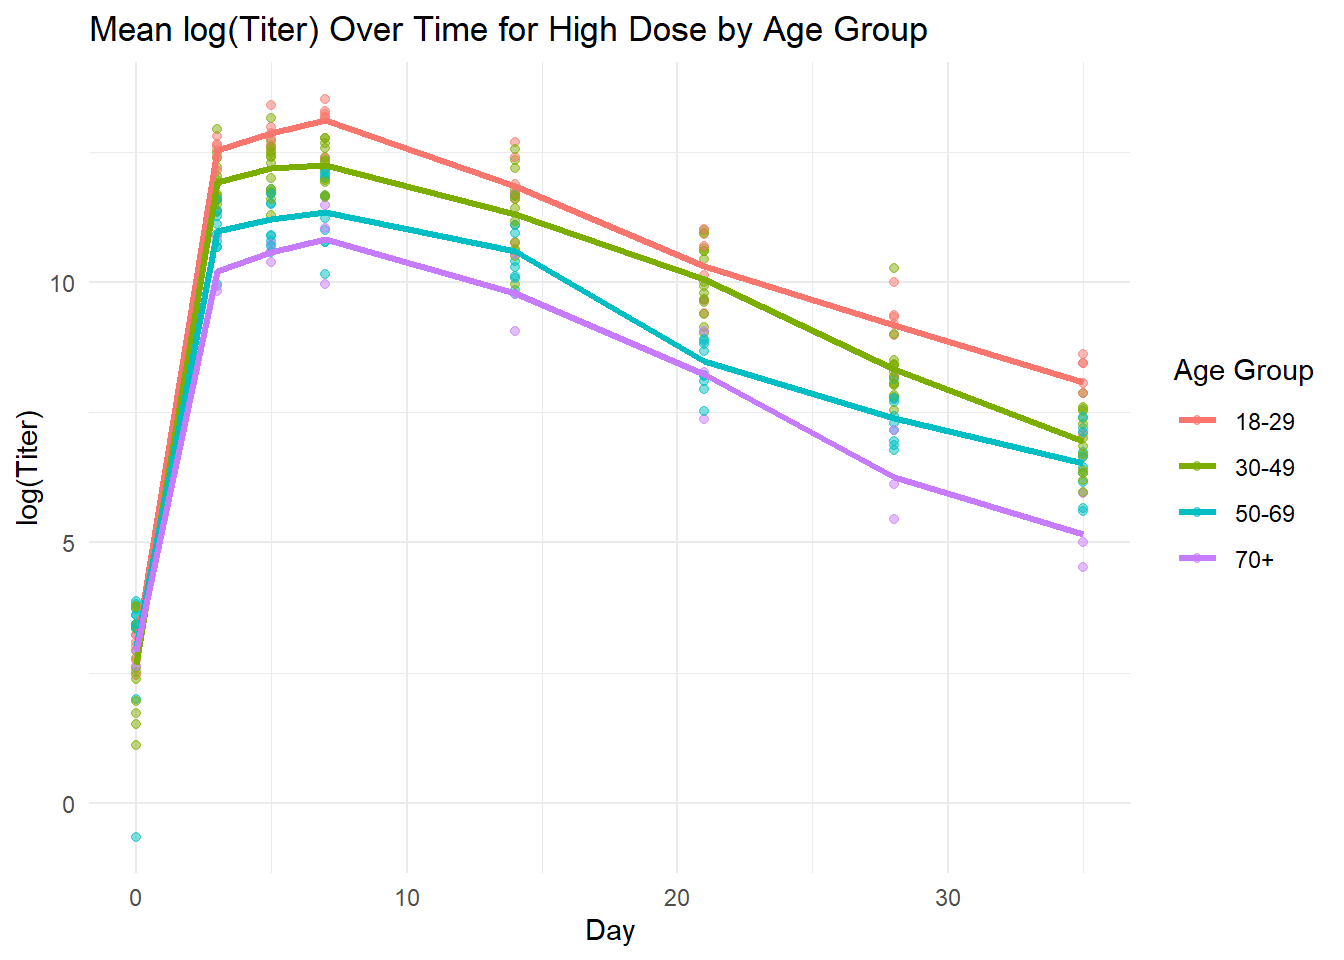 Mean log(Titer) Over Time for High Dose by Age Group
log(Titer)
10
5
0
0
10
20
30
Day
Age Group
18-29
30-49
50-69
70+